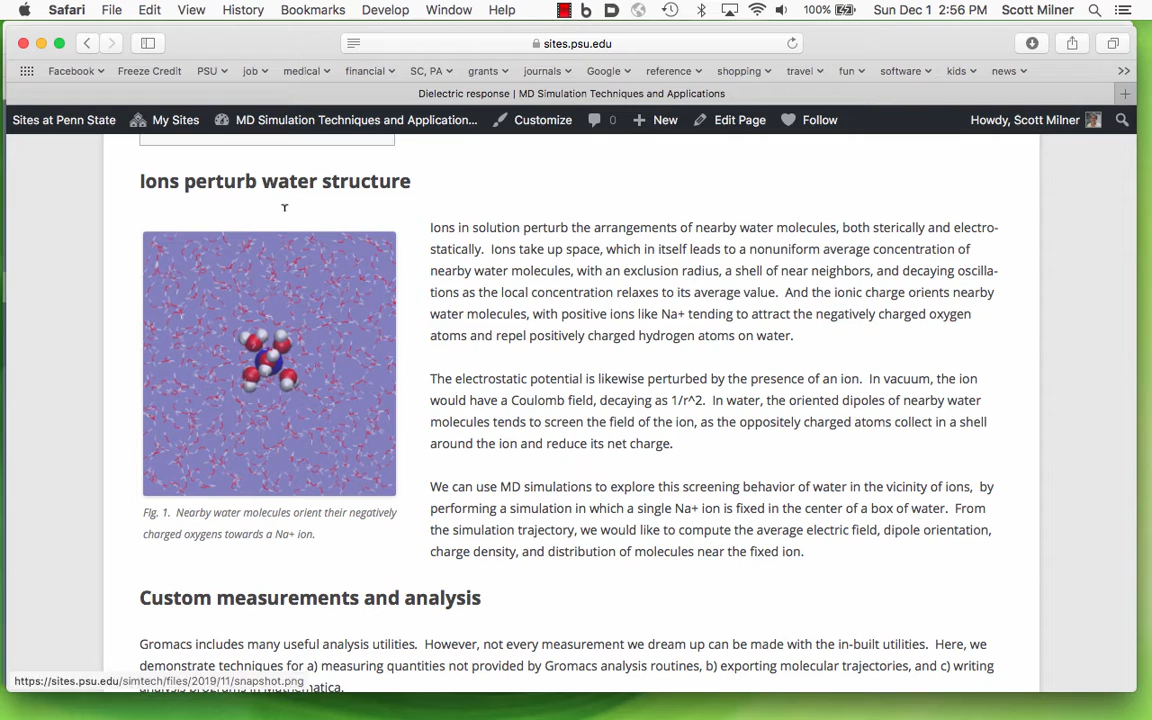 Safari File Edit View History Bookmarks Develop Window Help 100% Sun Dec 1 2:56 PM Scott Milner
sites.psu.edu
Facebook Freeze Credit PSU job medical financial SC, PA grants journals Google reference shopping travel fun software kids news >>
Dielectric response | MD Simulation Techniques and Applications +
Sites at Penn State My Sites MD Simulation Techniques and Application... Customize 0 New Edit Page Follow Howdy, Scott Milner
Ions perturb water structure
Ions in solution perturb the arrangements of nearby water molecules, both sterically and electro-
statically. Ions take up space, which in itself leads to a nonuniform average concentration of
nearby water molecules, with an exclusion radius, a shell of near neighbors, and decaying oscilla-
tions as the local concentration relaxes to its average value. And the ionic charge orients nearby
water molecules, with positive ions like Na+ tending to attract the negatively charged oxygen
atoms and repel positively charged hydrogen atoms on water.
The electrostatic potential is likewise perturbed by the presence of an ion. In vacuum, the ion
would have a Coulomb field, decaying as 1/r^2. In water, the oriented dipoles of nearby water
molecules tends to screen the field of the ion, as the oppositely charged atoms collect in a shell
around the ion and reduce its net charge.
We can use MD simulations to explore this screening behavior of water in the vicinity of ions, by
performing a simulation in which a single Na+ ion is fixed in the center of a box of water. From
the simulation trajectory, we would like to compute the average electric field, dipole orientation,
charge density, and distribution of molecules near the fixed ion.
FIg. 1. Nearby water molecules orient their negatively
charged oxygens towards a Na+ ion.
Custom measurements and analysis
Gromacs includes many useful analysis utilities. However, not every measurement we dream up can be made with the in-built utilities. Here, we
demonstrate techniques for a) measuring quantities not provided by Gromacs analysis routines, b) exporting molecular trajectories, and c) writing
analysis programs in Mathematica.
https://sites.psu.edu/simtech/files/2019/11/snapshot.png